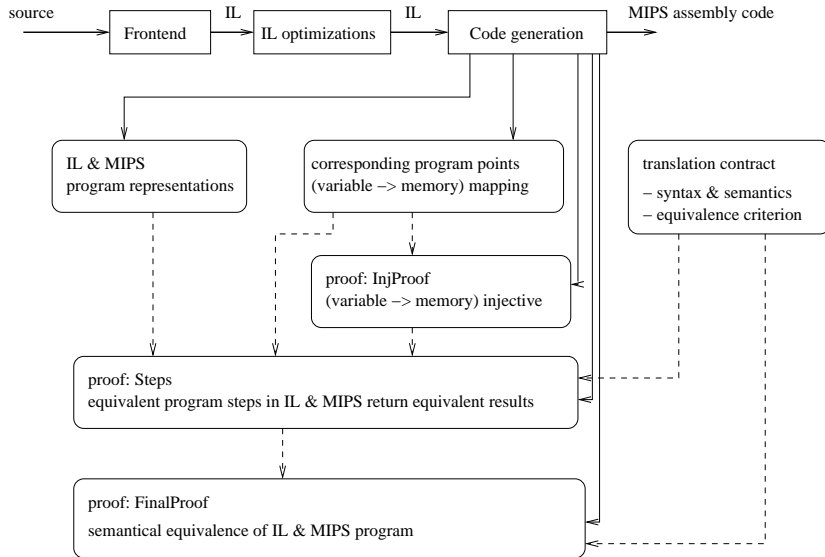 source
IL
IL
MIPS assembly code
Frontend
IL optimizations
Code generation
IL & MIPS
program representations
corresponding program points
(variable −> memory) mapping
translation contract
− syntax & semantics
− equivalence criterion
proof: InjProof
(variable −> memory) injective
proof: Steps
equivalent program steps in IL & MIPS return equivalent results
proof: FinalProof
semantical equivalence of IL & MIPS program